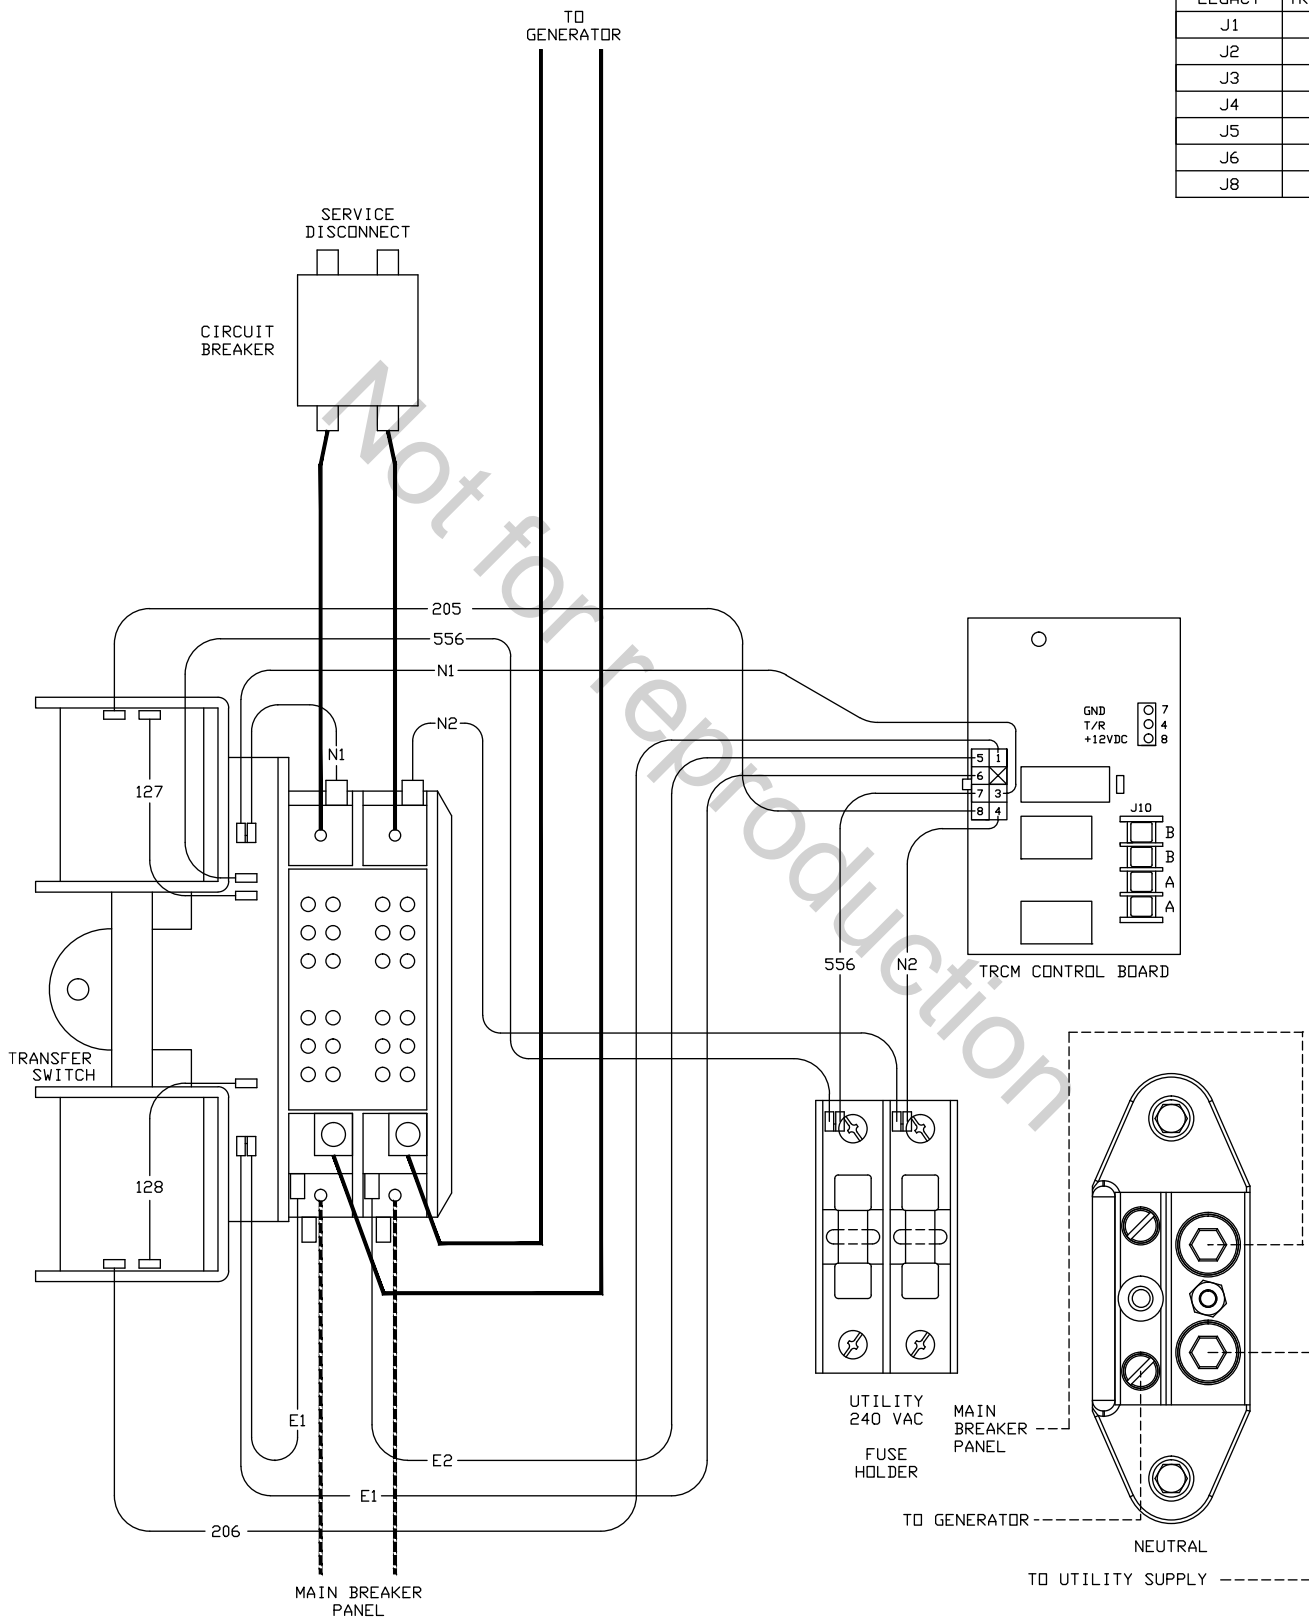 TO
GENERATOR
J1
J2
J3
J4
J5
J6
J8
SERVICE
DISCONNECT
CIRCUIT
BREAKER
Not for reproduction
205
556
N1
N2
N1
127
GND 7
T/R 4
+12VDC 8
5 1
6
7 3
8 4
J10
B
B
A
A
556
N2
TRCM CONTROL BOARD
TRANSFER
SWITCH
128
E1
E2
E1
206
UTILITY
240 VAC
FUSE
HOLDER
MAIN
BREAKER
PANEL
TO GENERATOR
NEUTRAL
TO UTILITY SUPPLY
MAIN BREAKER
PANEL